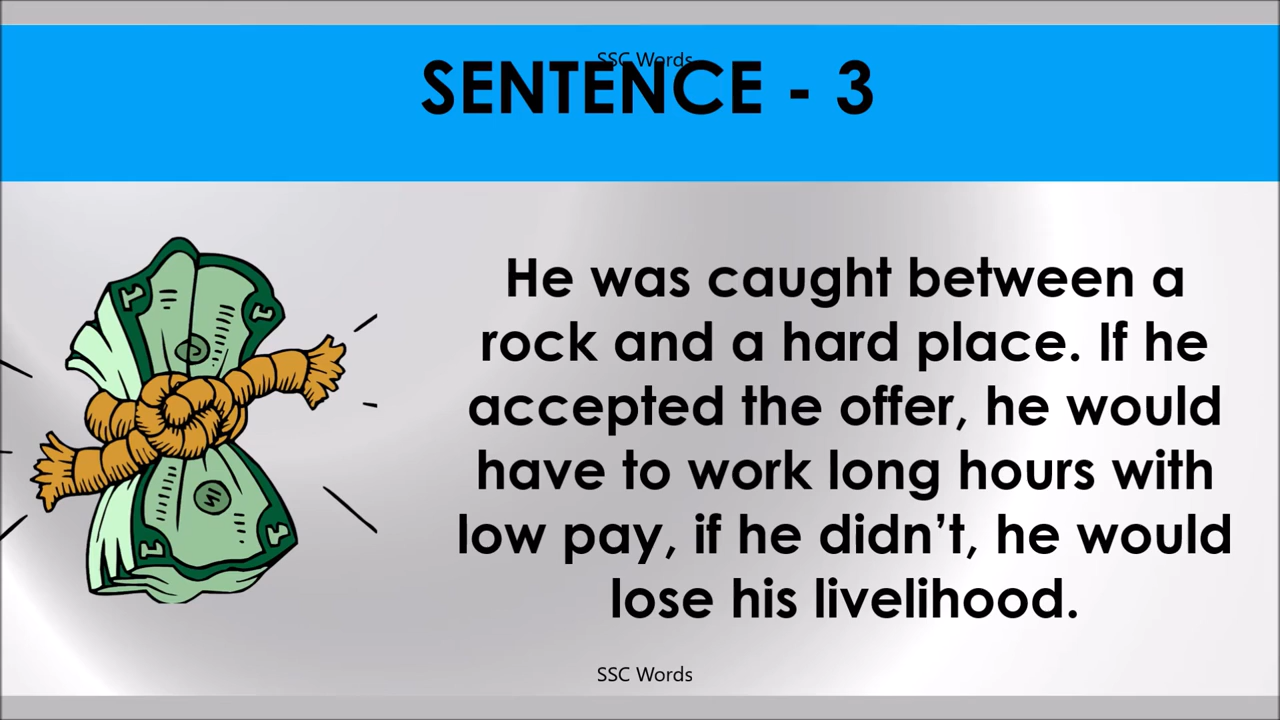 SSC Words
SENTENCE - 3
He was caught between a
rock and a hard place. If he
accepted the offer, he would
have to work long hours with
low pay, if he didn’t, he would
lose his livelihood.
SSC Words